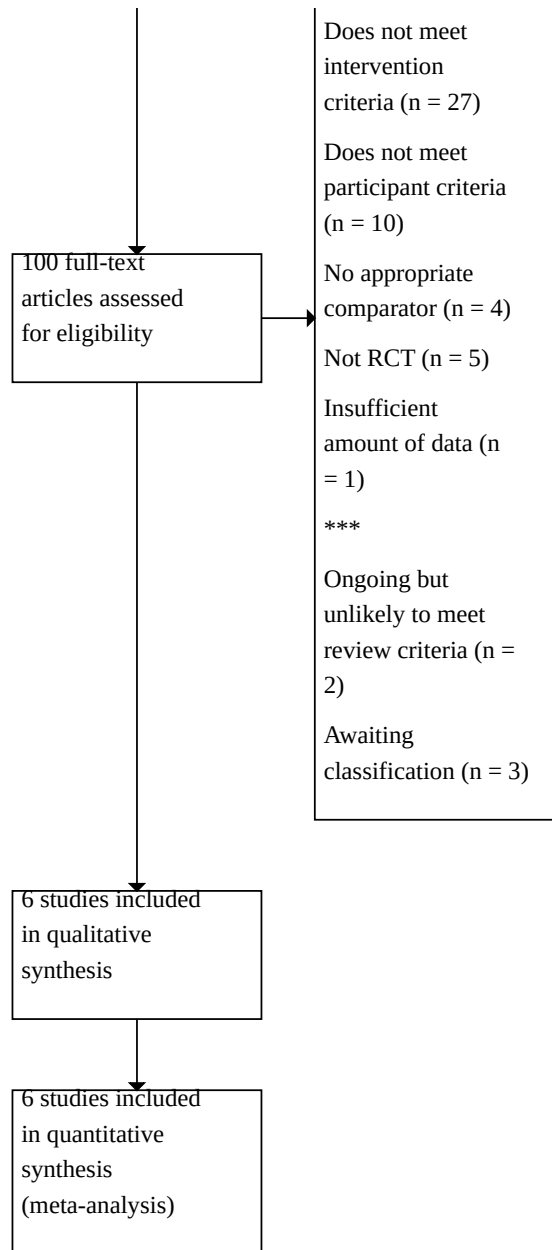 Does not meet
intervention
criteria (n = 27)
Does not meet
participant criteria
(n = 10)
No appropriate
comparator (n = 4)
Not RCT (n = 5)
Insufficient
amount of data (n
= 1)
***
Ongoing but
unlikely to meet
review criteria (n =
2)
Awaiting
classification (n = 3)
100 full-text
articles assessed
for eligibility
6 studies included
in qualitative
synthesis
6 studies included
in quantitative
synthesis
(meta-analysis)